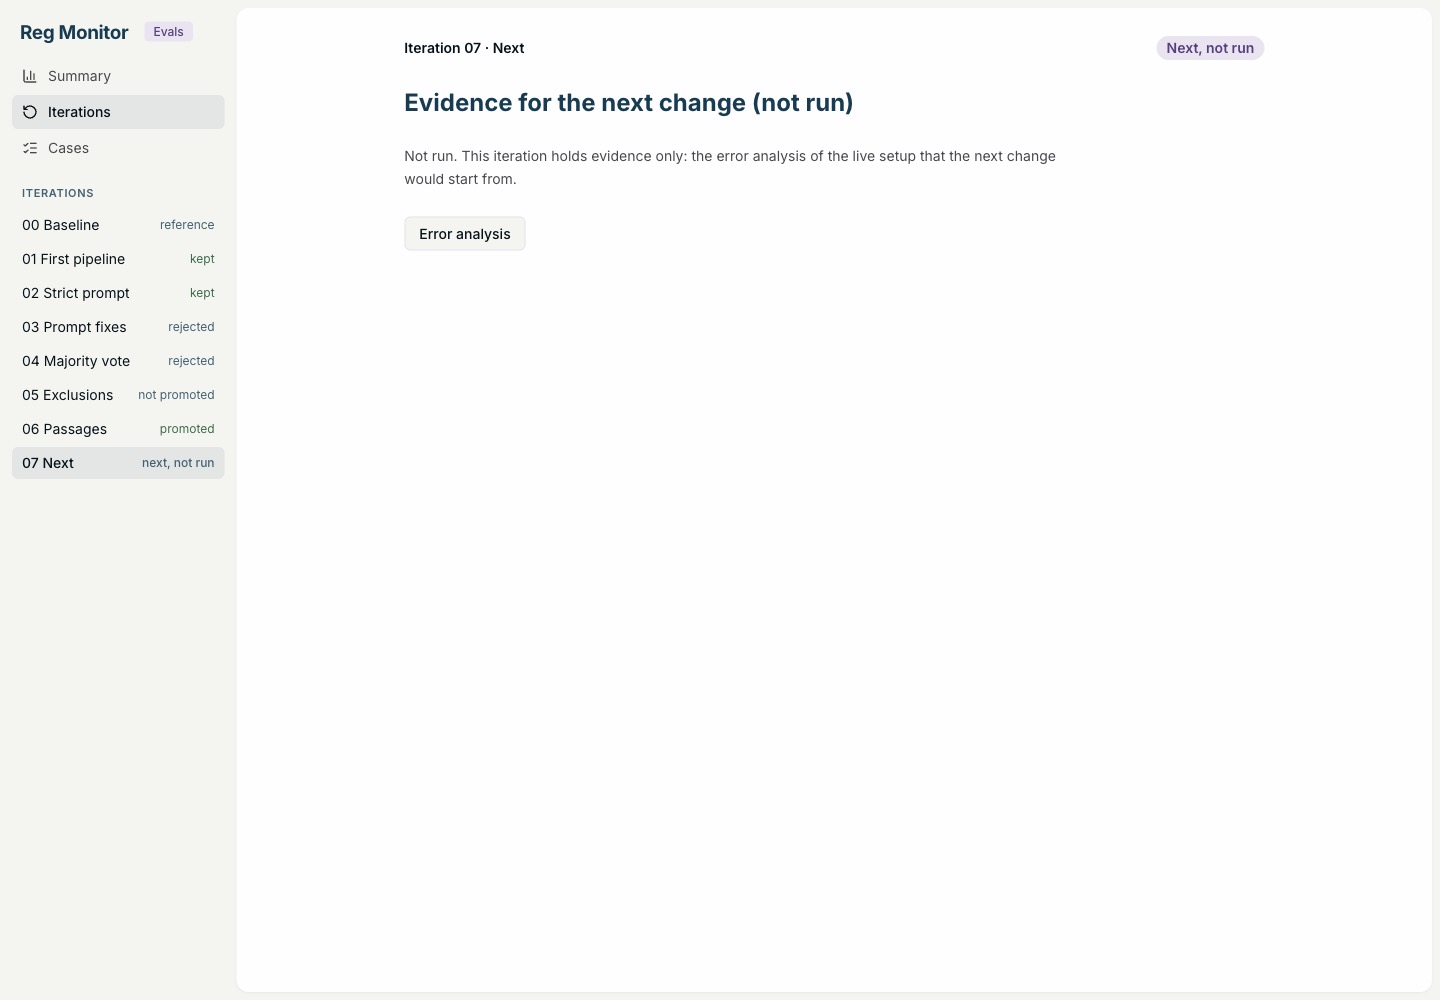 Reg Monitor
Evals
Summary
Iterations
Cases
ITERATIONS
00 Baseline reference
01 First pipeline kept
02 Strict prompt kept
03 Prompt fixes rejected
04 Majority vote rejected
05 Exclusions not promoted
06 Passages promoted
07 Next next, not run
Iteration 07 · Next
Next, not run
Evidence for the next change (not run)
Not run. This iteration holds evidence only: the error analysis of the live setup that the next change
would start from.
Error analysis